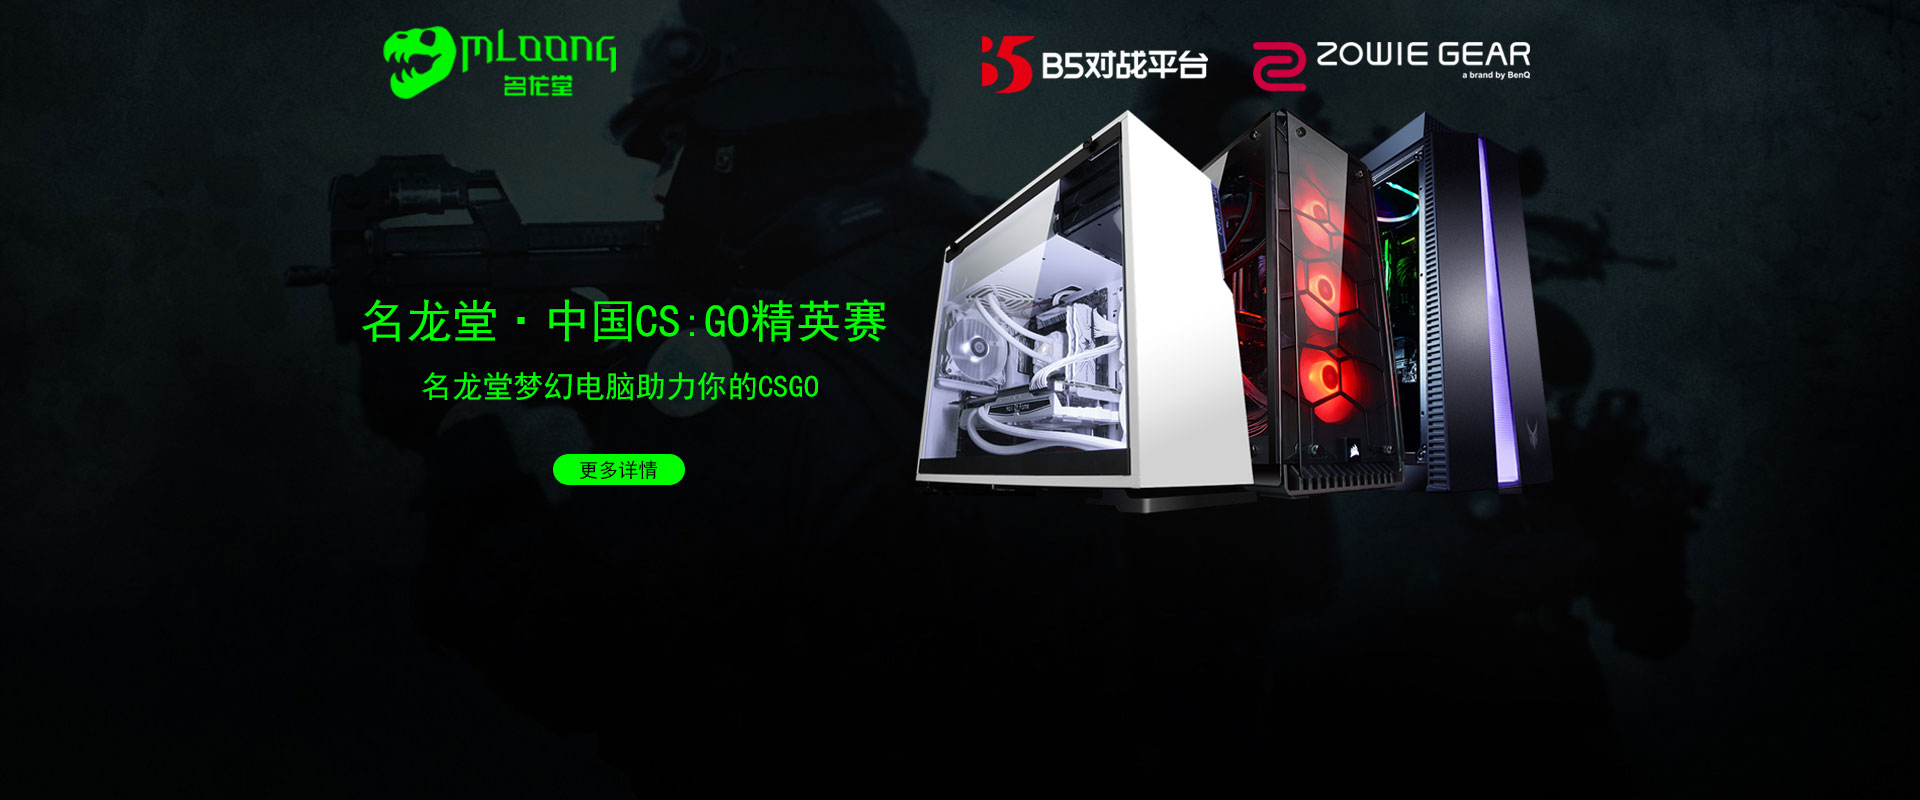 mLoong
名龙堂
B5对战平台
ZOWIE GEAR
a brand by BenQ
名龙堂·中国CS:GO精英赛
名龙堂梦幻电脑助力你的CSGO
更多详情